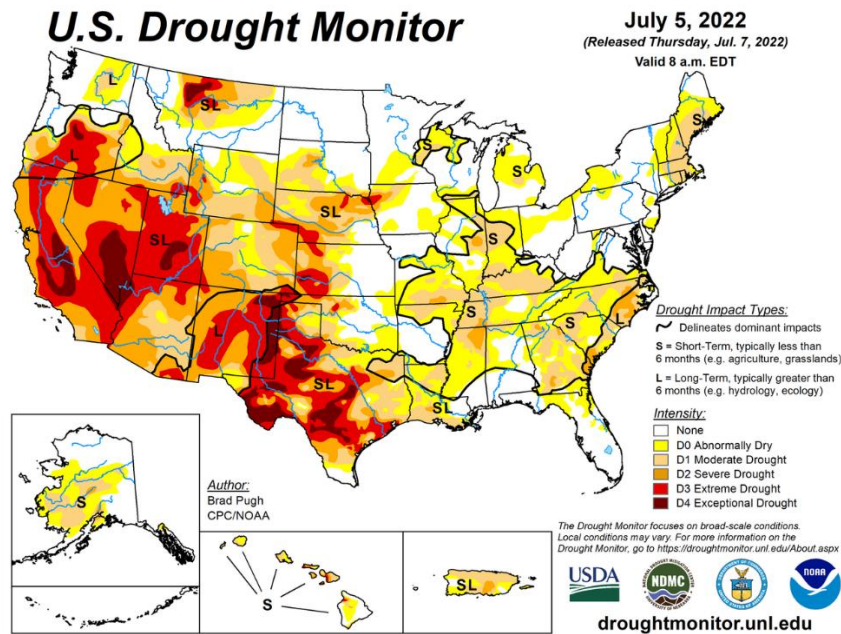 U.S. Drought Monitor
July 5, 2022
(Released Thursday, Jul. 7, 2022)
Valid 8 a.m. EDT
L
SL
S
S
S
L
SL
SL
S
S
S
L
L
SL
SL
Drought Impact Types:
Delineates dominant impacts
S = Short-Term, typically less than
6 months (e.g. agriculture, grasslands)
L = Long-Term, typically greater than
6 months (e.g. hydrology, ecology)
Intensity:
None
D0 Abnormally Dry
D1 Moderate Drought
D2 Severe Drought
D3 Extreme Drought
D4 Exceptional Drought
S
Author:
Brad Pugh
CPC/NOAA
S
SL
The Drought Monitor focuses on broad-scale conditions.
Local conditions may vary. For more information on the
Drought Monitor, go to https://droughtmonitor.unl.edu/About.aspx
USDA
NDMC
NOAA
droughtmonitor.unl.edu